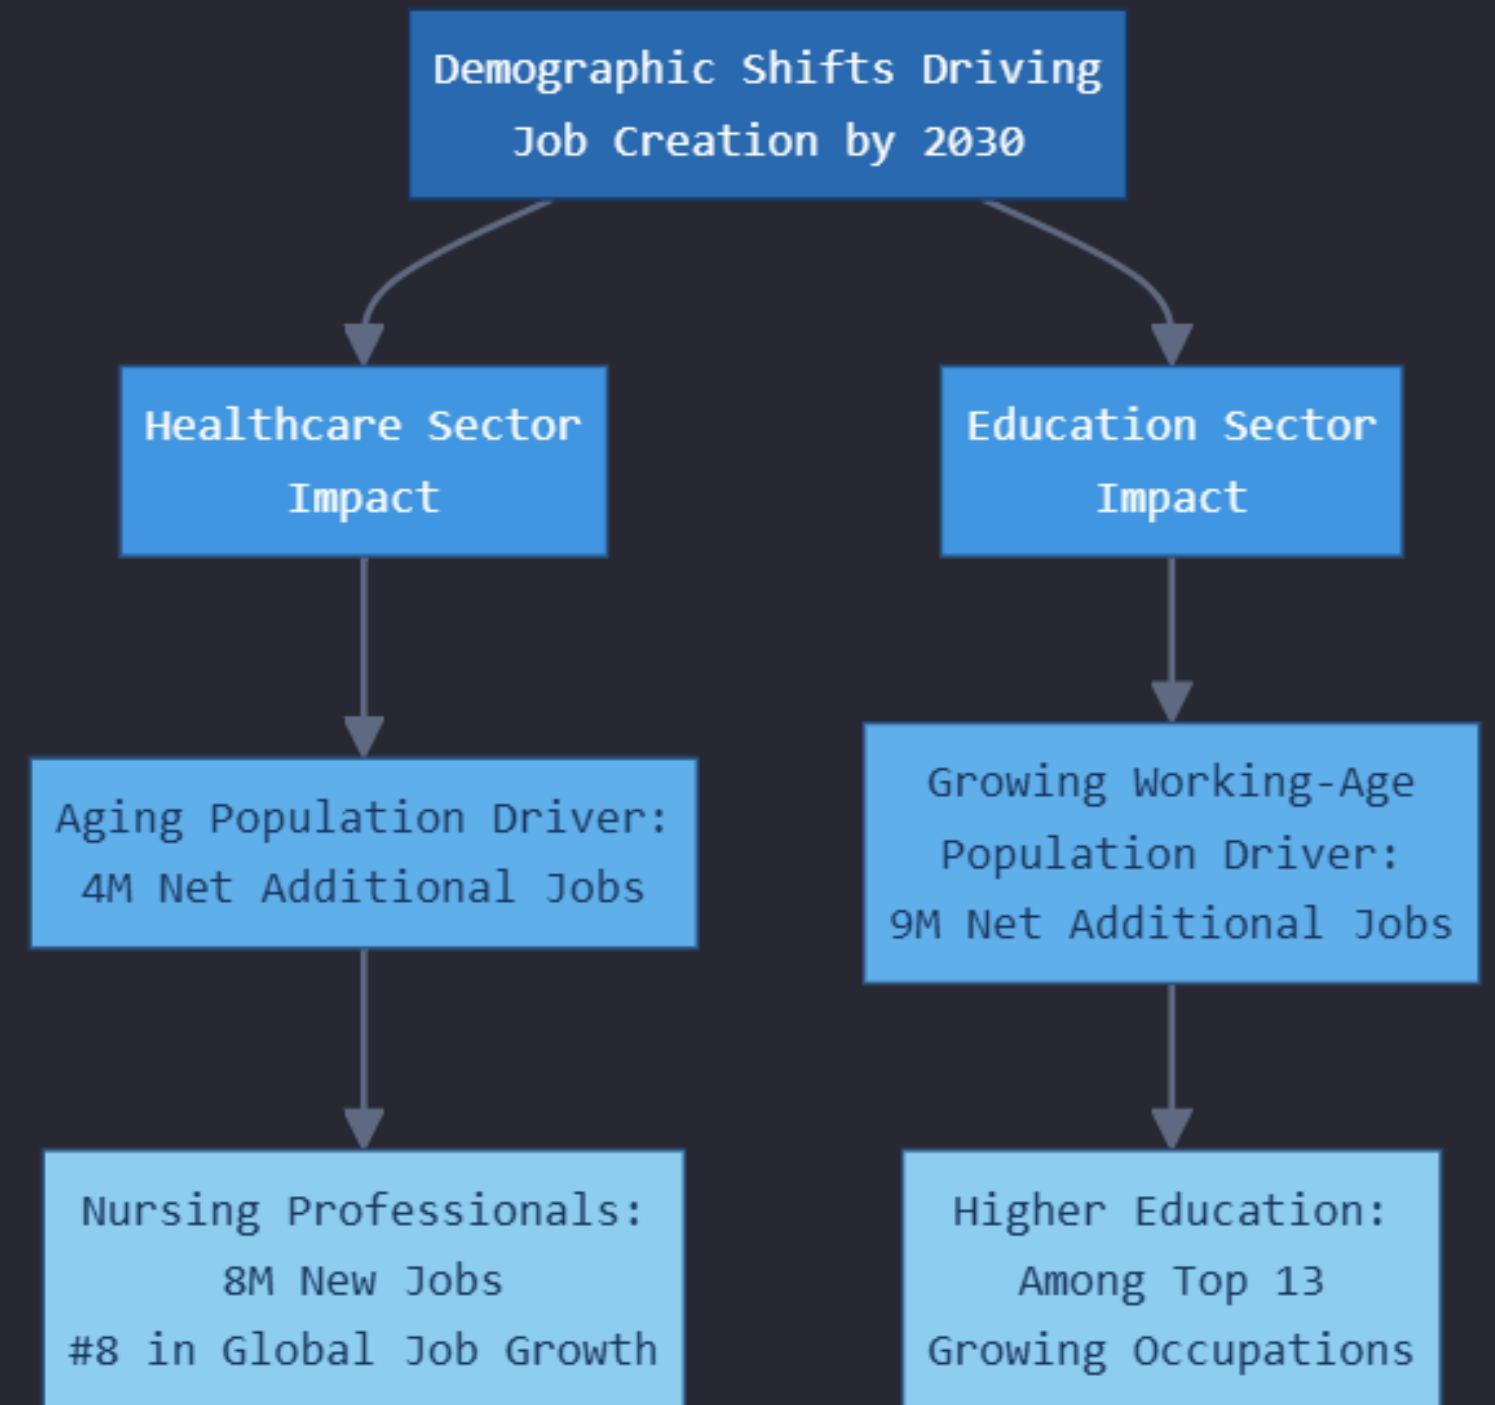 Demographic Shifts Driving
Job Creation by 2030
Healthcare Sector
Impact
Education Sector
Impact
Aging Population Driver:
4M Net Additional Jobs
Growing Working-Age
Population Driver:
9M Net Additional Jobs
Nursing Professionals:
8M New Jobs
#8 in Global Job Growth
Higher Education:
Among Top 13
Growing Occupations